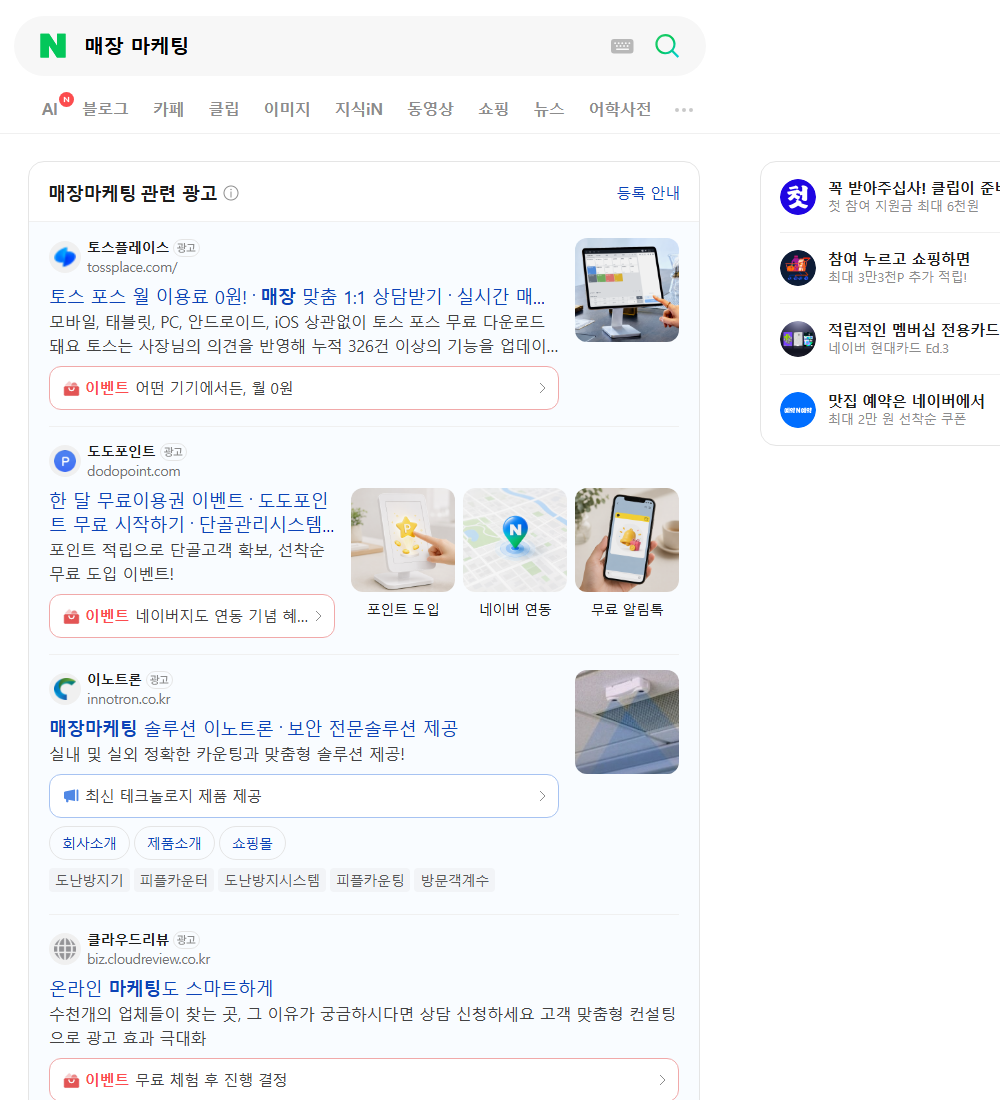 N 매장 마케팅
AI N 블로그 카페 클립 이미지 지식iN 동영상 쇼핑 뉴스 어학사전 ···
매장마케팅 관련 광고
등록 안내
토스플레이스 광고
tossplace.com/
토스 포스 월 이용료 0원! · 매장 맞춤 1:1 상담받기 · 실시간 매...
모바일, 태블릿, PC, 안드로이드, iOS 상관없이 토스 포스 무료 다운로드
돼요 토스는 사장님의 의견을 반영해 누적 326건 이상의 기능을 업데이...
이벤트 어떤 기기에서든, 월 0원
P
도도포인트 광고
dodopoint.com
한 달 무료이용권 이벤트 · 도도포인
트 무료 시작하기 · 단골관리시스템...
포인트 적립으로 단골고객 확보, 선착순
무료 도입 이벤트!
이벤트 네이버지도 연동 기념 혜...
P
N
포인트 도입
네이버 연동
무료 알림톡
이노트론 광고
innotron.co.kr
매장마케팅 솔루션 이노트론 · 보안 전문솔루션 제공
실내 및 실외 정확한 카운팅과 맞춤형 솔루션 제공!
최신 테크놀로지 제품 제공
회사소개 제품소개 쇼핑몰
도난방지기 피플카운터 도난방지시스템 피플카운팅 방문객계수
클라우드리뷰 광고
biz.cloudreview.co.kr
온라인 마케팅도 스마트하게
수천개의 업체들이 찾는 곳, 그 이유가 궁금하시다면 상담 신청하세요 고객 맞춤형 컨설팅
으로 광고 효과 극대화
이벤트 무료 체험 후 진행 결정
첫
꼭 받아주십사! 클립이 준비
첫 참여 지원금 최대 6천원
참여 누르고 쇼핑하면
최대 3만3천P 추가 적립!
적립적인 멤버십 전용카드
네이버 현대카드 Ed.3
예약 N 예약
맛집 예약은 네이버에서
최대 2만 원 선착순 쿠폰